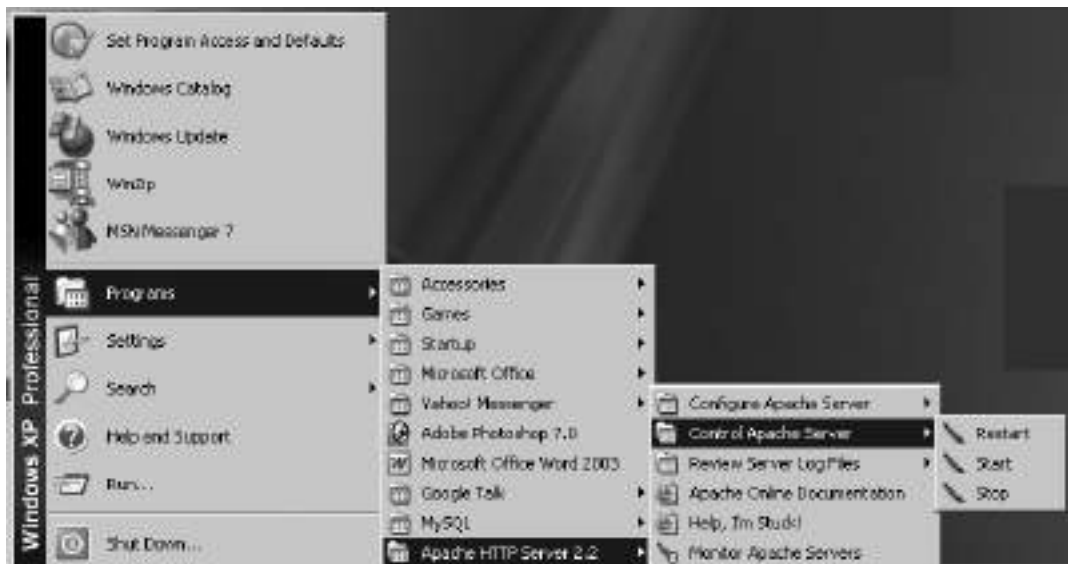 Set Program Access and Defaults
Windows Catalog
Windows Update
WinZip
MSN Messenger 7
Programs
Settings
Search
Help and Support
Run...
Shut Down...
Windows XP Professional
Accessories
Games
Startup
Microsoft Office
Yahoo! Messenger
Adobe Photoshop 7.0
Microsoft Office Word 2003
Google Talk
MySQL
Apache HTTP Server 2.2
Configure Apache Server
Control Apache Server
Review Server Log Files
Apache Online Documentation
Help, I'm Stuck!
Monitor Apache Servers
Restart
Start
Stop